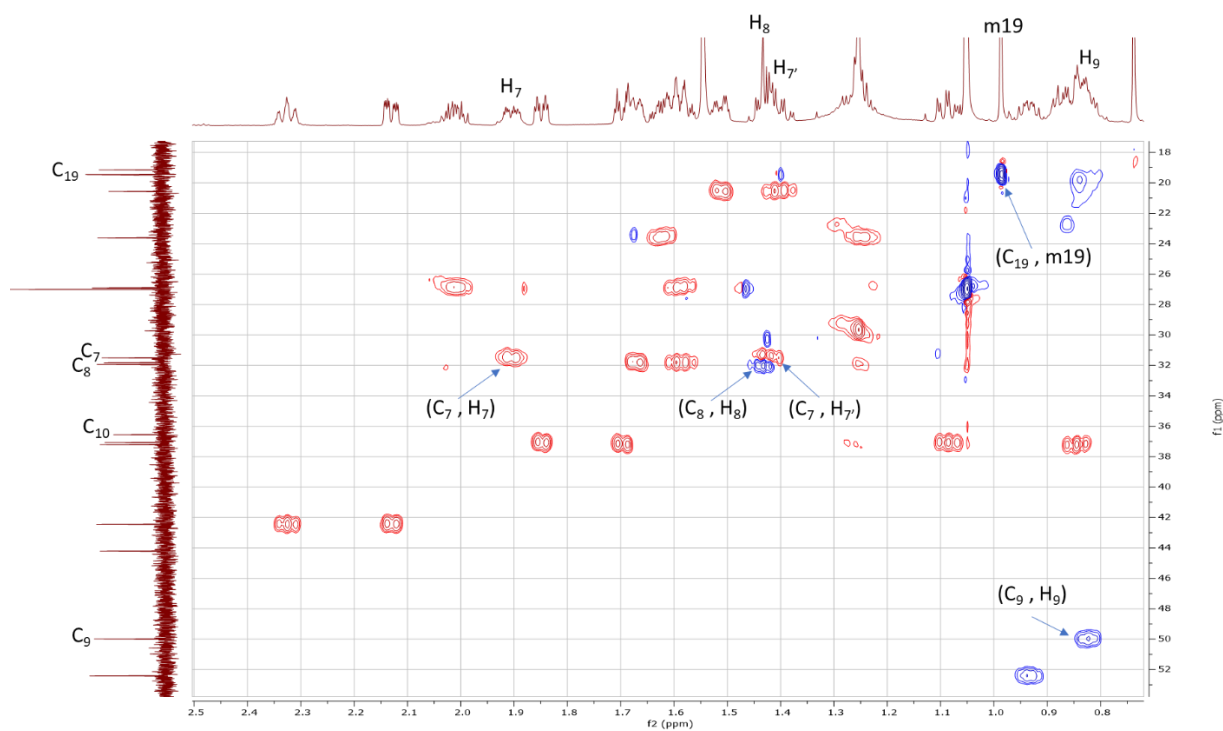 H8 m19
H7 H7' H9
C19
C7
C8
C10
C9
(C19 , m19)
(C7 , H7) (C8 , H8) (C7 , H7')
(C9 , H9)
18
20
22
24
26
28
30
32
34
36
38
40
42
44
46
48
50
52
f1 (ppm)
2.5 2.4 2.3 2.2 2.1 2.0 1.9 1.8 1.7 1.6 1.5 1.4 1.3 1.2 1.1 1.0 0.9 0.8
f2 (ppm)